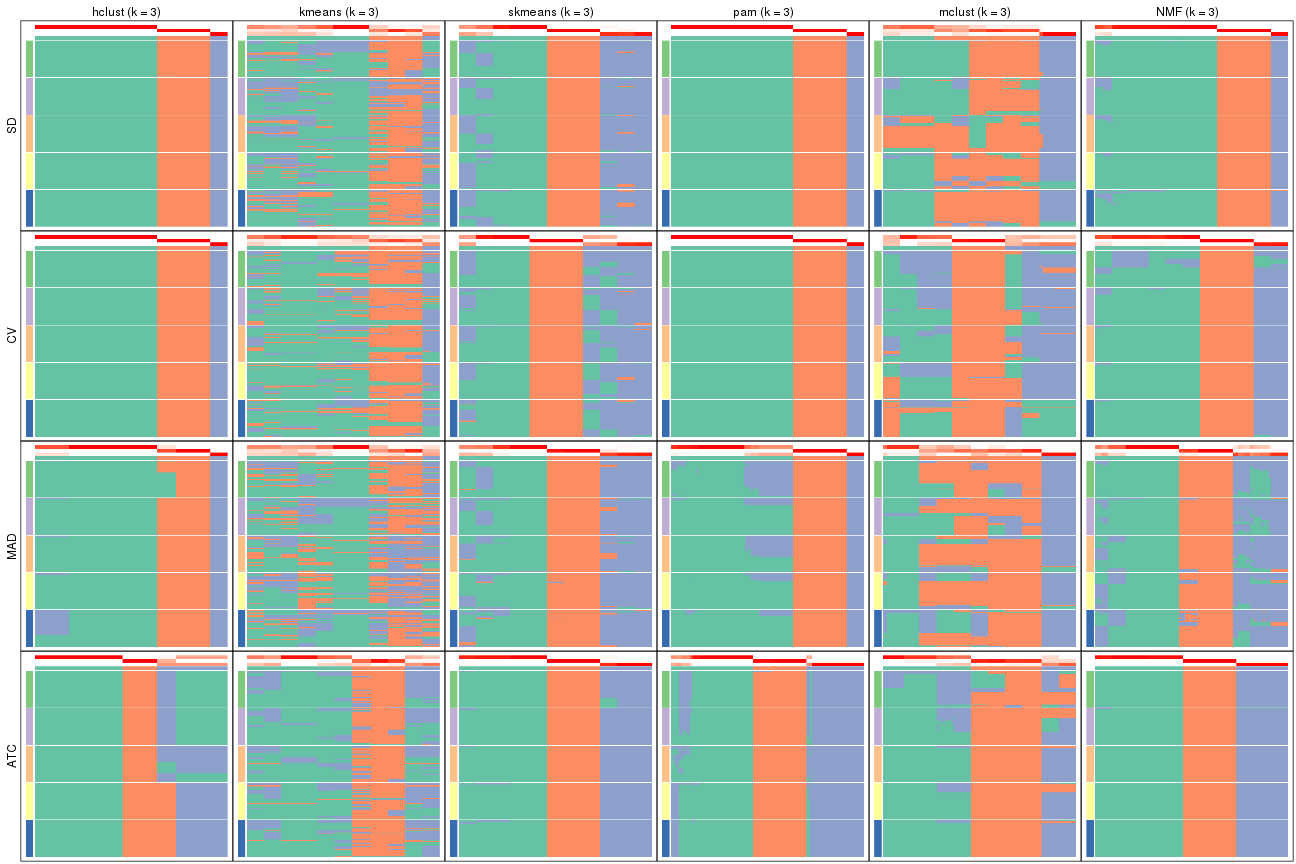 hclust (k = 3)
kmeans (k = 3)
skmeans (k = 3)
pam (k = 3)
mclust (k = 3)
NMF (k = 3)
SD
CV
MAD
ATC